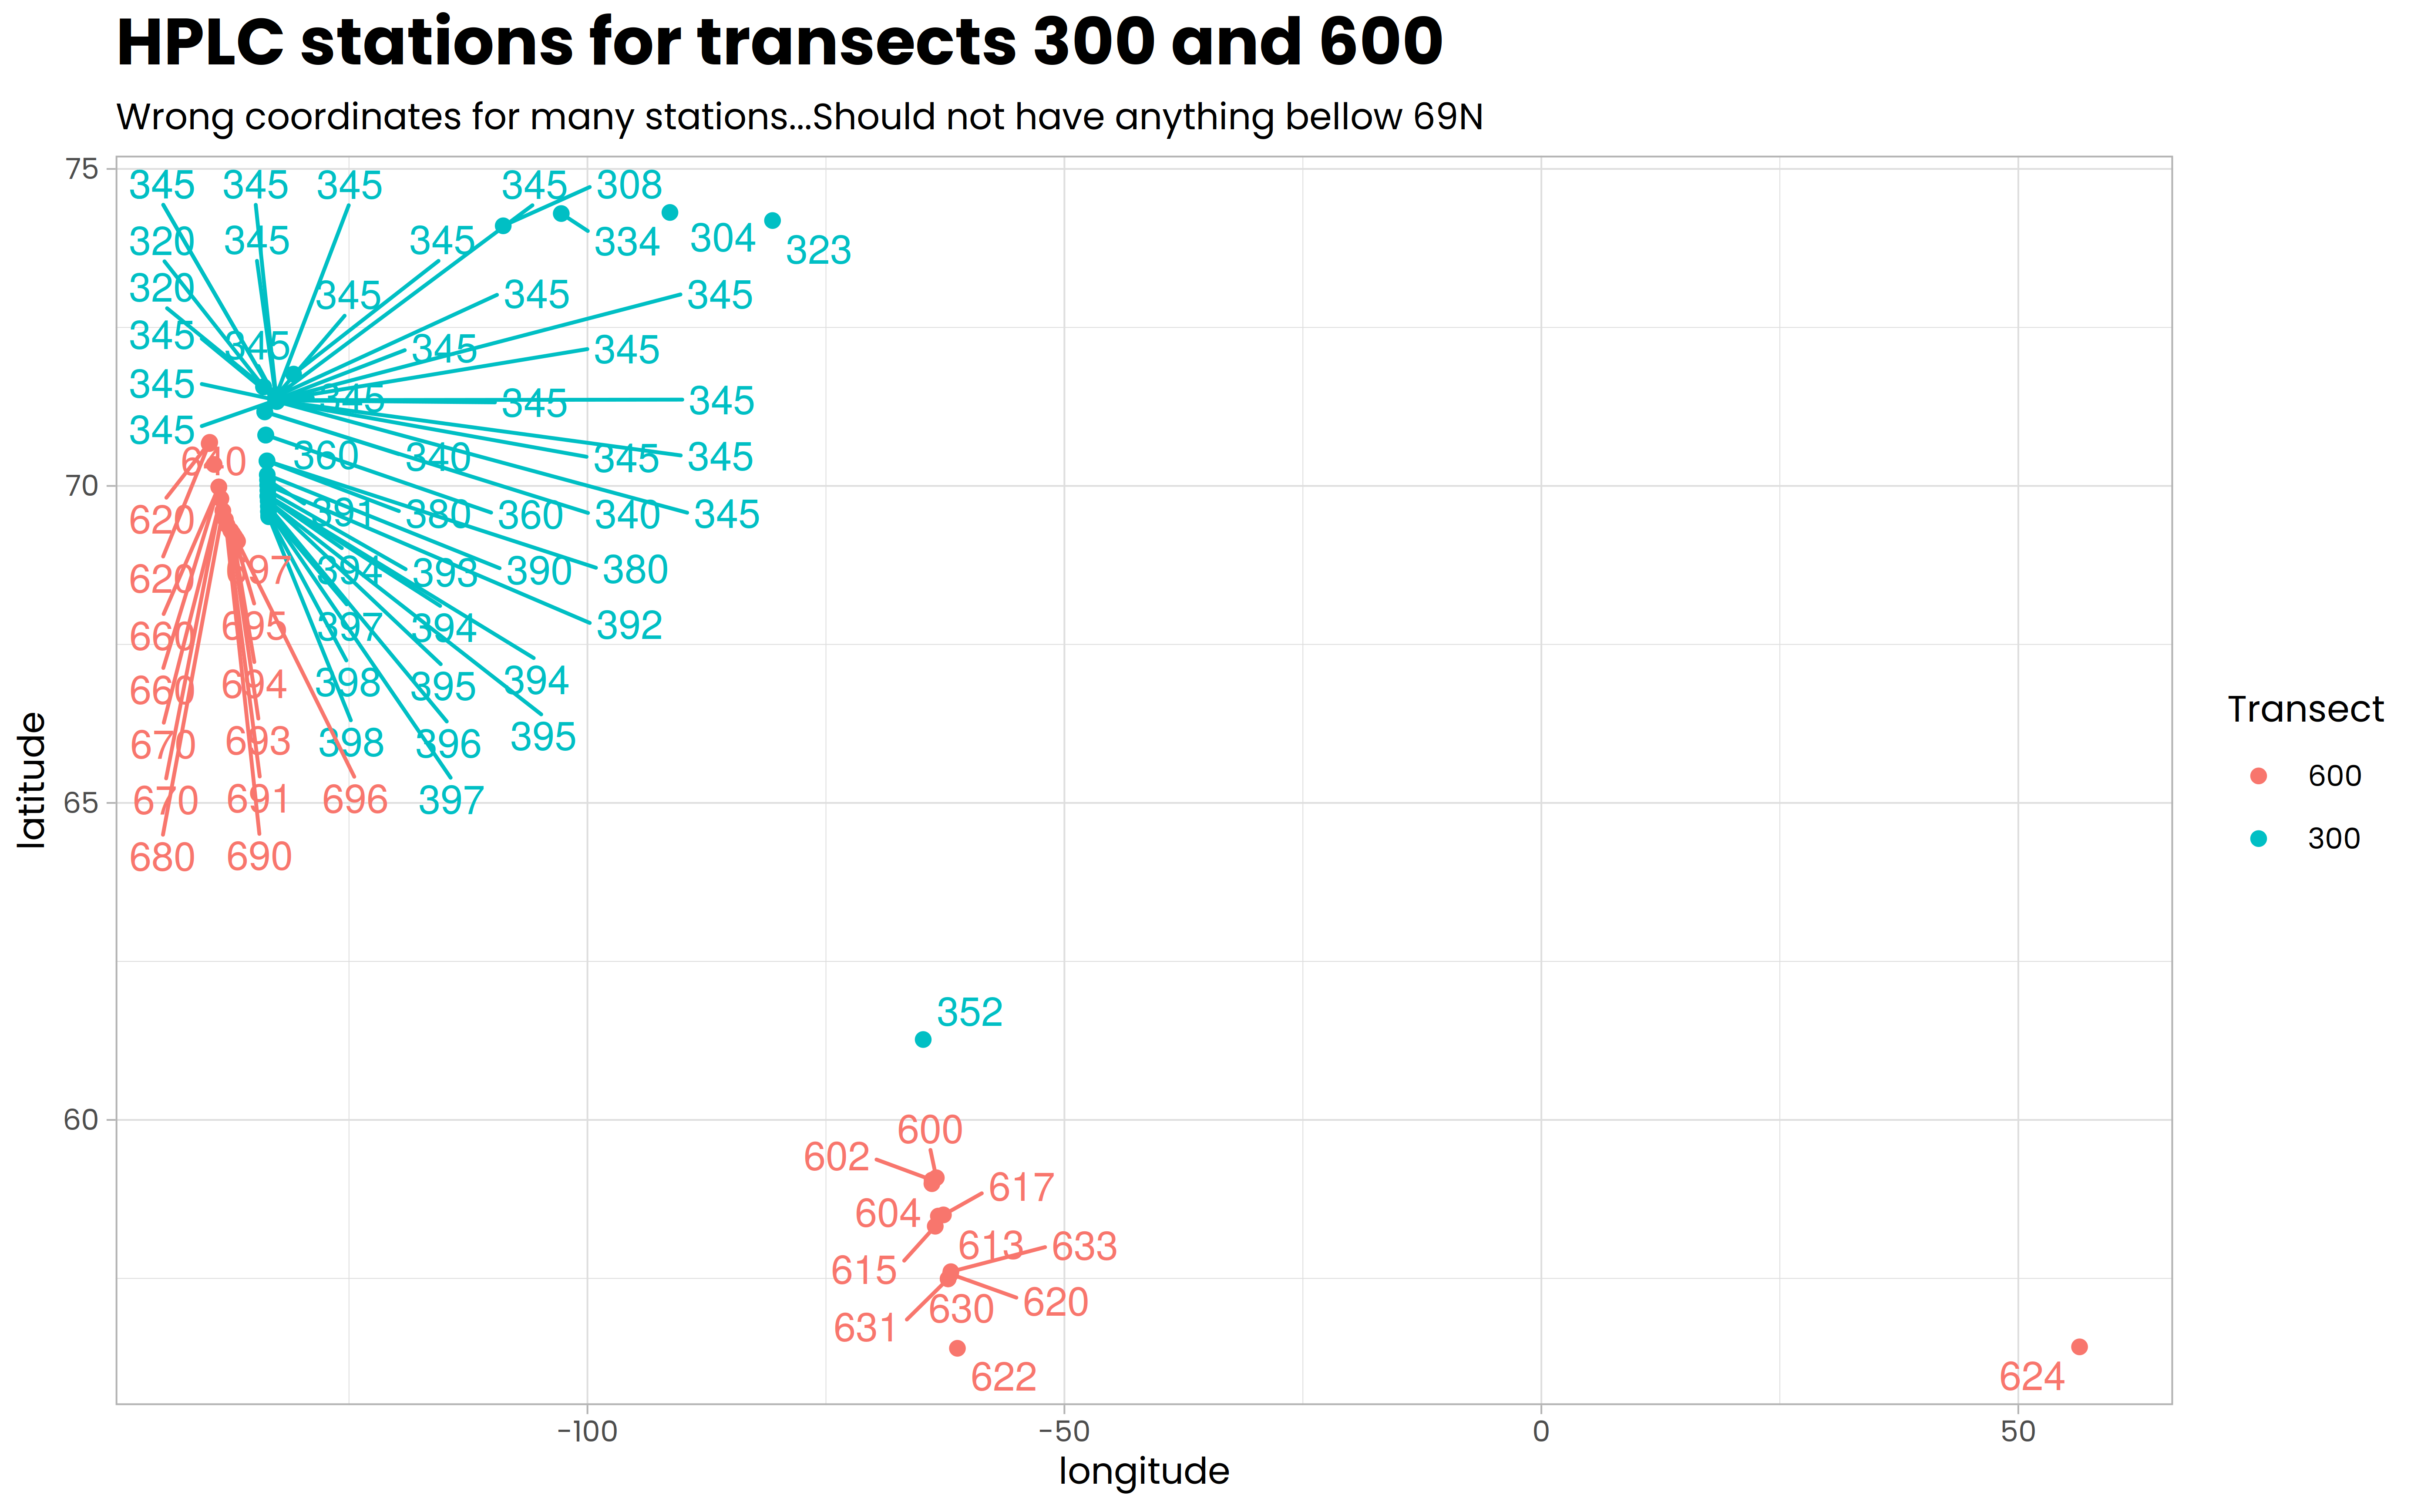 HPLC stations for transects 300 and 600
Wrong coordinates for many stations...Should not have anything bellow 69N
75
345 345 345 345 308
320 345 345 334 304 323
320 345 345 345
345 345 345 345
345 345 345 345
345
640 360 340 345 345
70
620 391 380 360 340 345
620 697 394 393 390 380
660 695 397 394 392
660 694 398 395 394
670 693 398 396 395
65
670 691 696 397
680 690
352
60
600
602
617
604
613 633
615
620
630
631
622
624
-100 -50 0 50
longitude
latitude
Transect
600
300